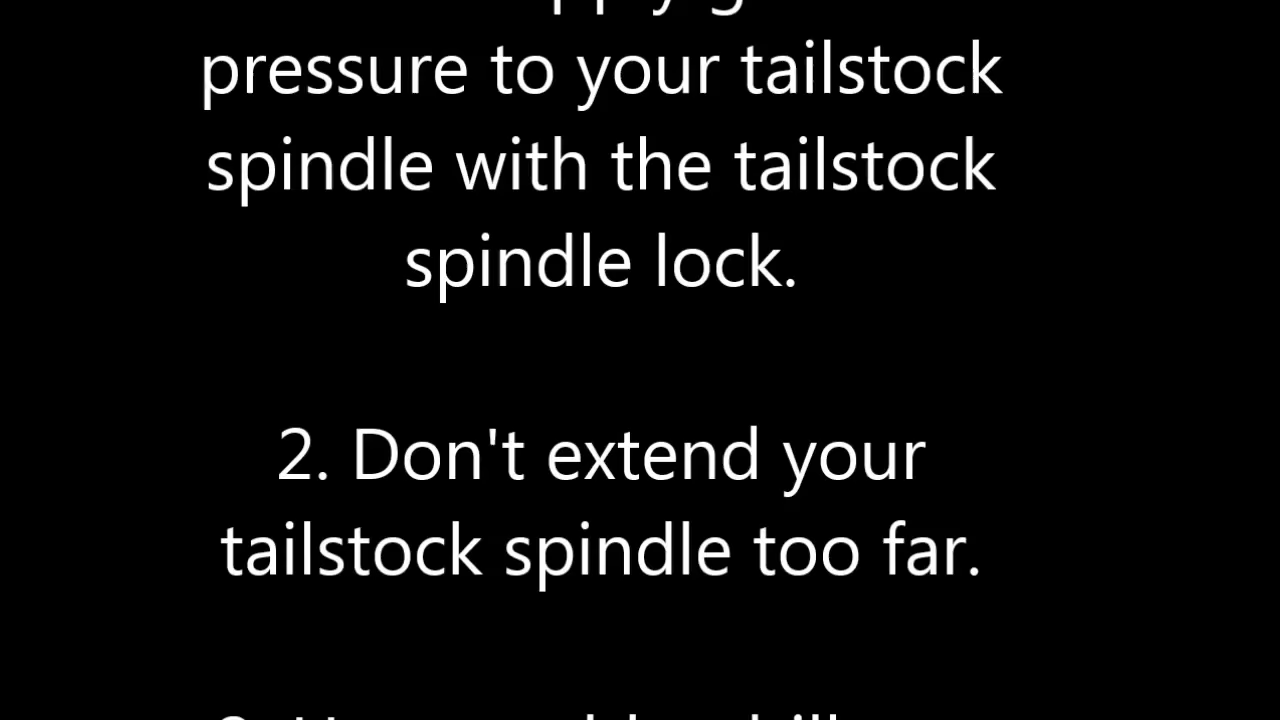 pressure to your tailstock
spindle with the tailstock
spindle lock.
2. Don't extend your
tailstock spindle too far.